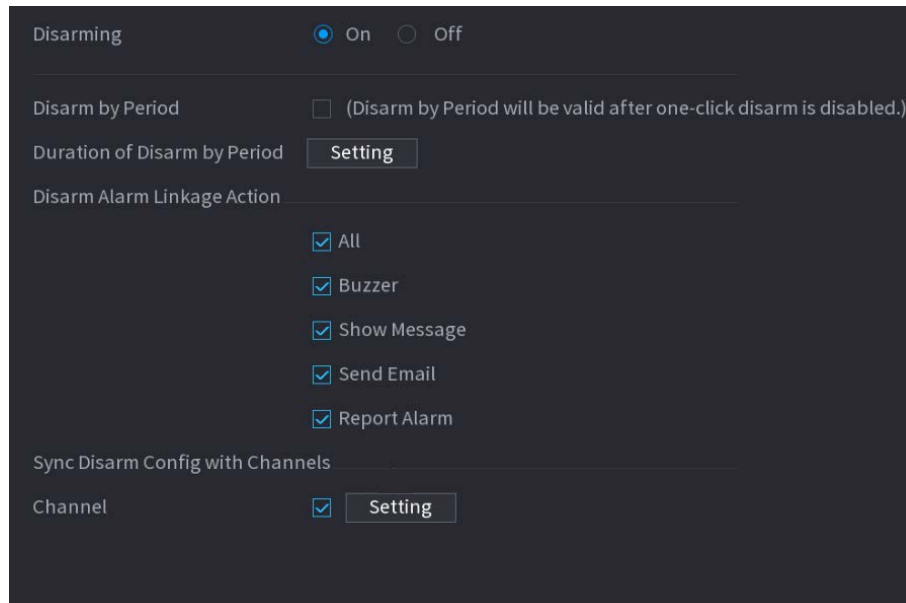 Disarming On Off
Disarm by Period (Disarm by Period will be valid after one-click disarm is disabled.)
Duration of Disarm by Period Setting
Disarm Alarm Linkage Action
All
Buzzer
Show Message
Send Email
Report Alarm
Sync Disarm Config with Channels
Channel Setting